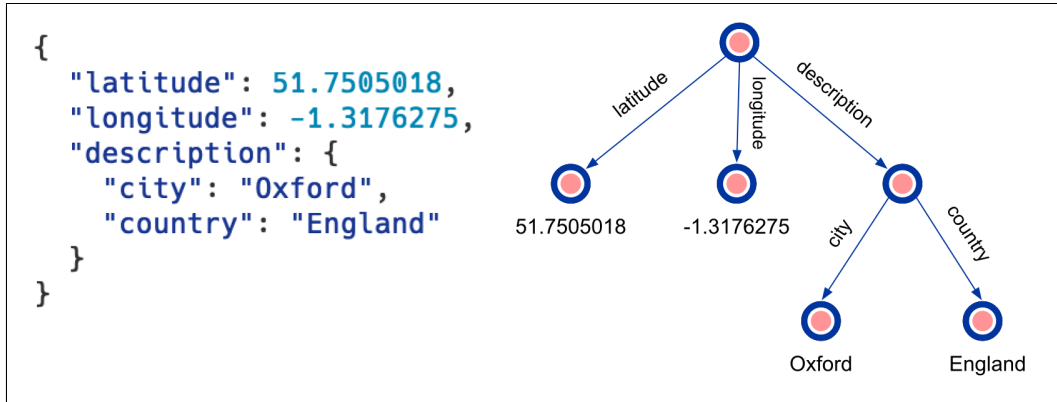 {
  "latitude": 51.7505018,
  "longitude": -1.3176275,
  "description": {
    "city": "Oxford",
    "country": "England"
  }
}
latitude
longitude
description
51.7505018
-1.3176275
city
country
Oxford
England